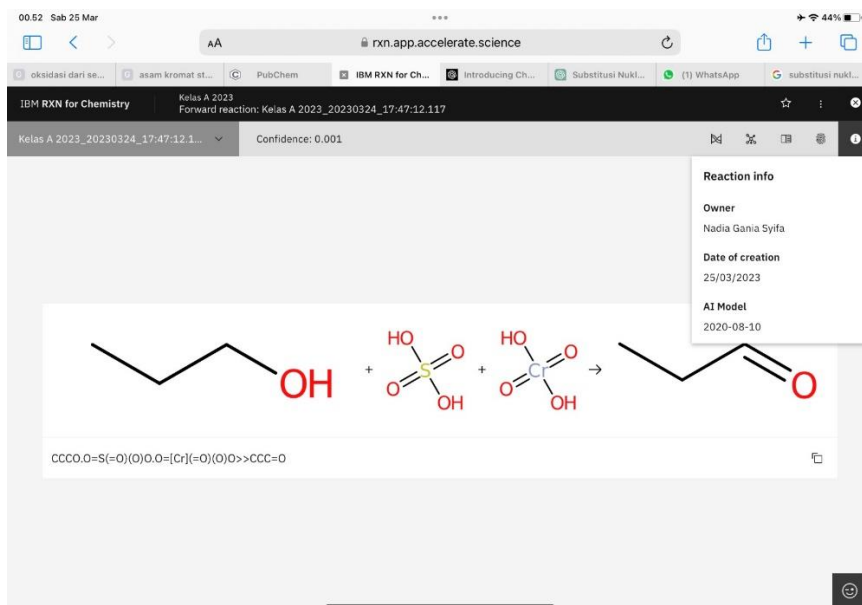 00.52 Sab 25 Mar
44%
AA
rxn.app.accelerate.science
oksidasi dari se...
asam kromat st...
PubChem
IBM RXN for Ch...
Introducing Ch...
Substitusi Nukl...
(1) WhatsApp
substitusi nukl...
IBM RXN for Chemistry
Kelas A 2023
Forward reaction: Kelas A 2023_20230324_17:47:12.117
Kelas A 2023_20230324_17:47:12.1...
Confidence: 0.001
Reaction info
Owner
Nadia Gania Syifa
Date of creation
25/03/2023
AI Model
2020-08-10
OH
+
HO
S
O
O
OH
+
HO
Cr
O
O
OH
→
O
CCCO.O=S(=O)(O)O.O=[Cr](=O)(O)O>>CCC=O